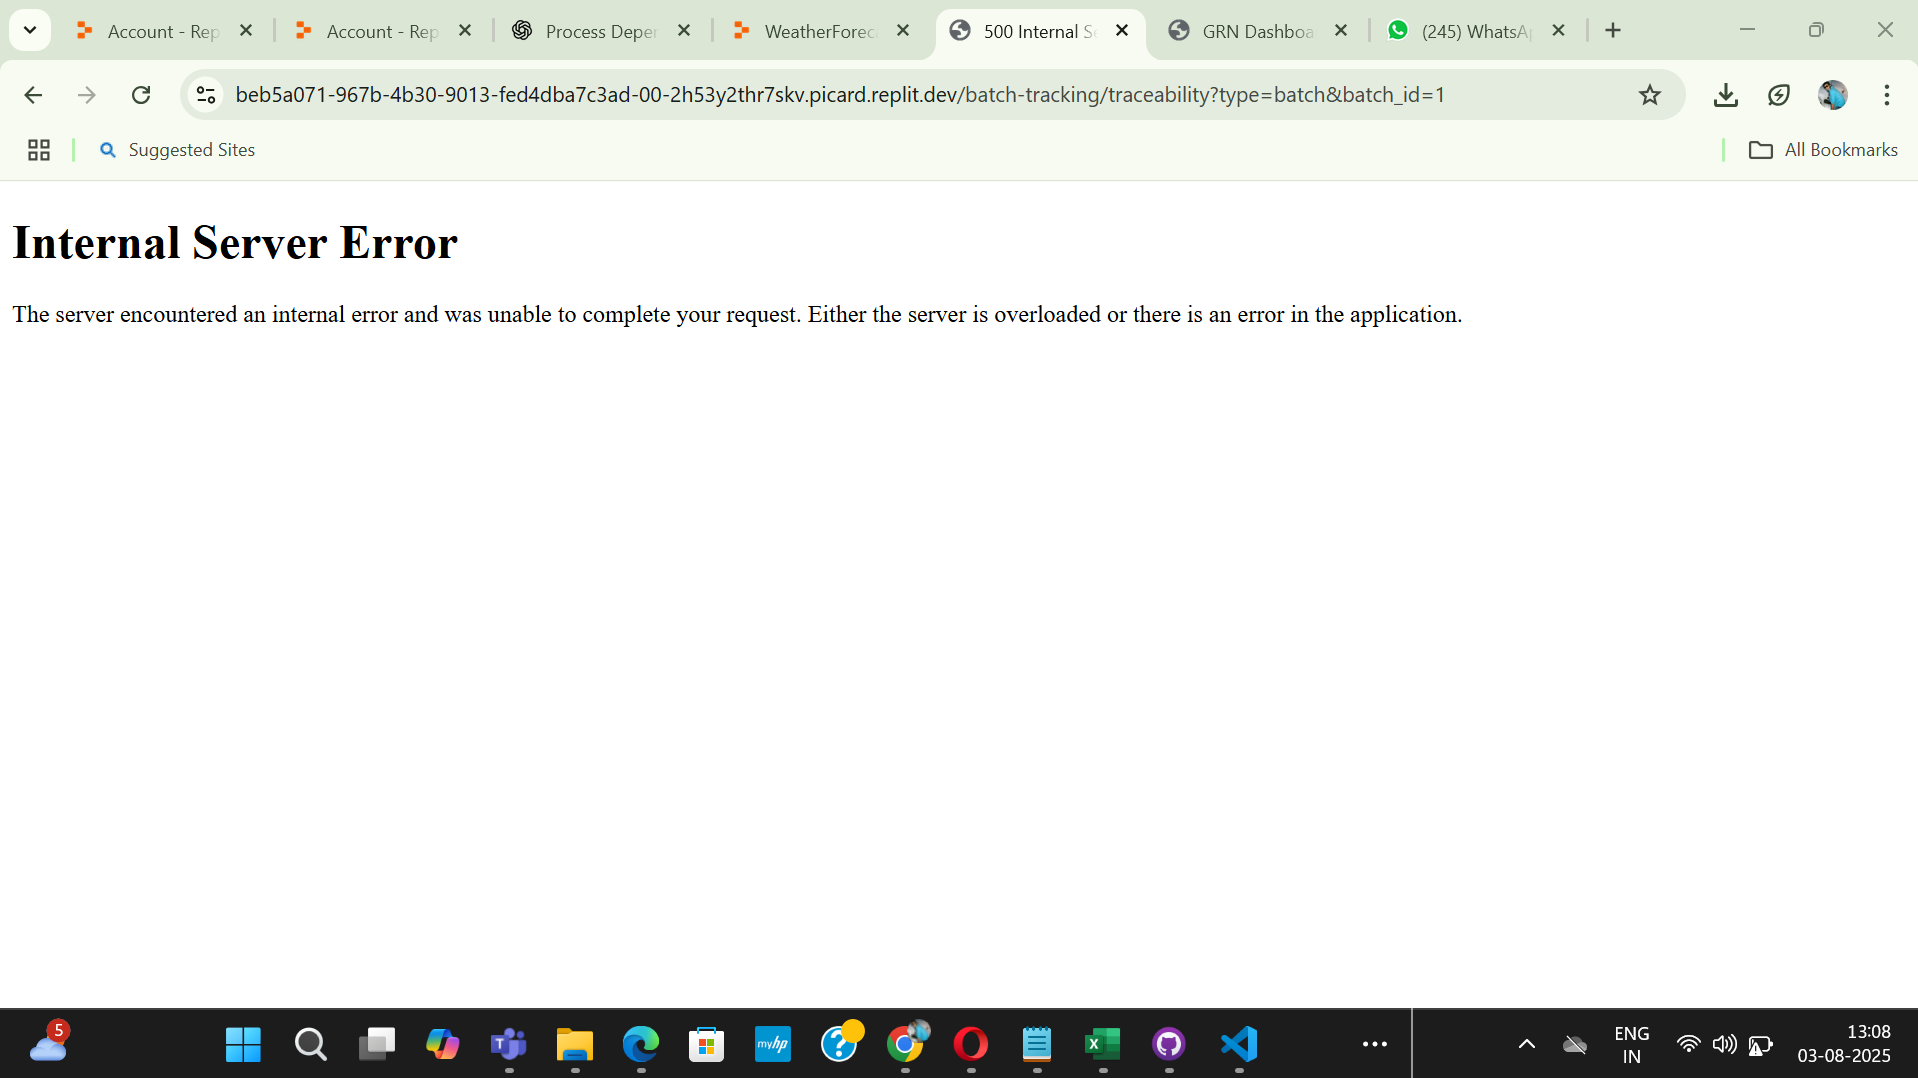 Account - Rep
Account - Rep
Process Deper
WeatherForec
500 Internal S
GRN Dashboa
(245) WhatsAp
beb5a071-967b-4b30-9013-fed4dba7c3ad-00-2h53y2thr7skv.picard.replit.dev/batch-tracking/traceability?type=batch&batch_id=1
Suggested Sites
All Bookmarks
Internal Server Error
The server encountered an internal error and was unable to complete your request. Either the server is overloaded or there is an error in the application.
5
myhp
ENG
IN
13:08
03-08-2025